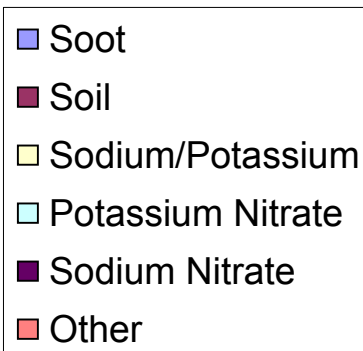 Soot
Soil
Sodium/Potassium
Potassium Nitrate
Sodium Nitrate
Other